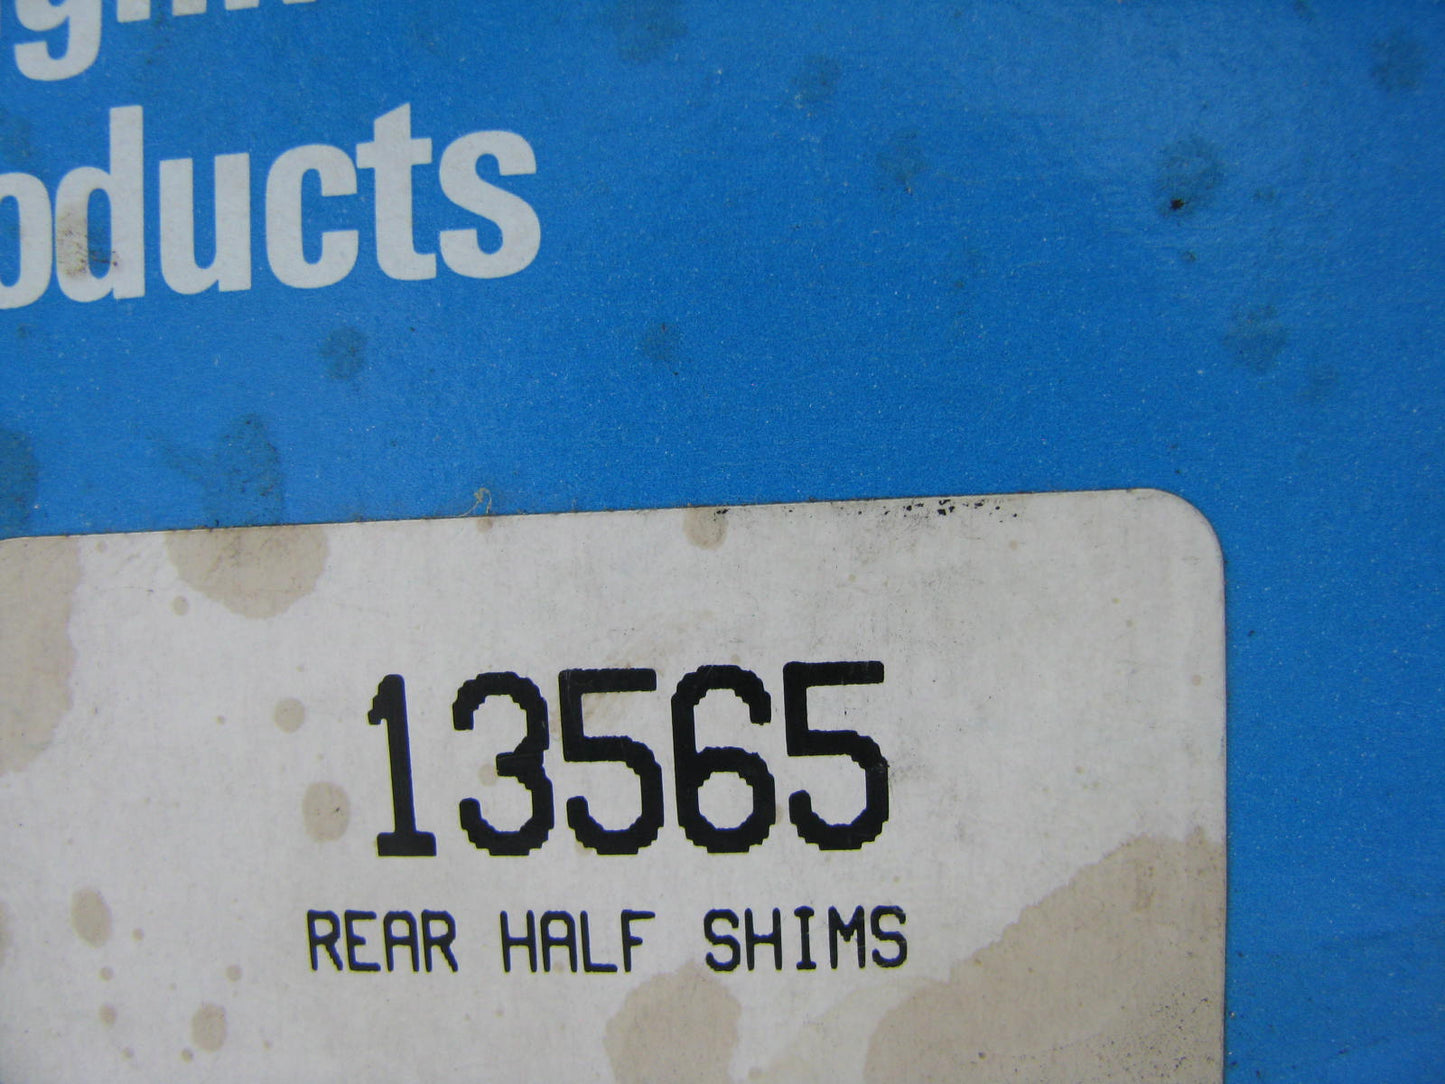 oducts
13565
REAR HALF SHIMS